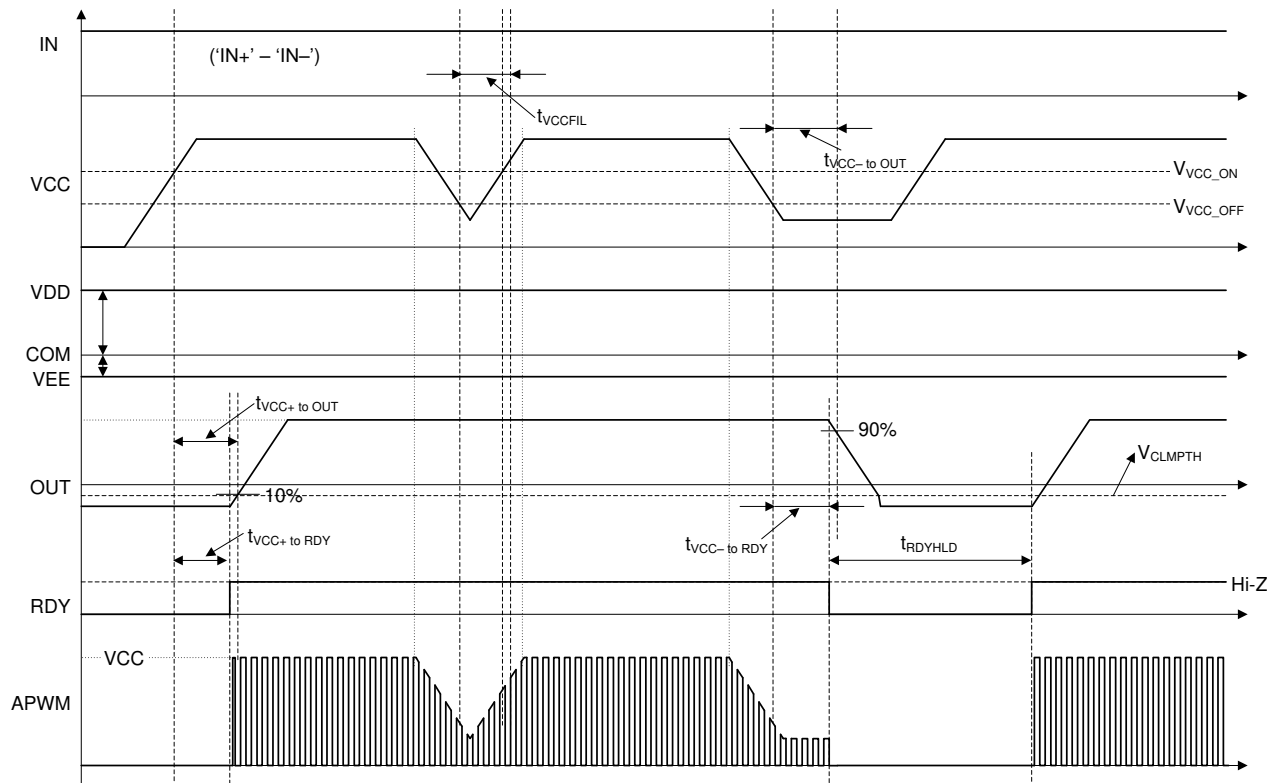 IN
('IN+' – 'IN–')
tVCCFIL
tVCC– to OUT
VCC
VVCC_ON
VVCC_OFF
VDD
COM
VEE
tVCC+ to OUT
90%
VCLMPTH
OUT
10%
tVCC+ to RDY
tVCC– to RDY
tRDYHLD
Hi-Z
RDY
VCC
APWM